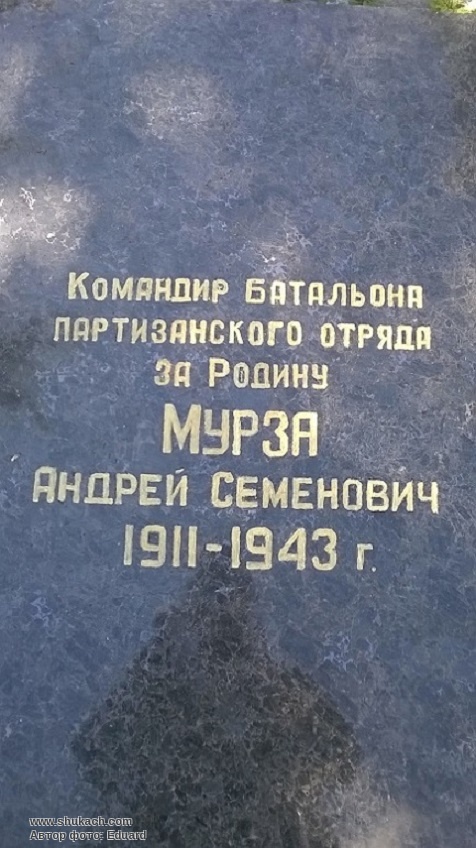 Командир батальона
партизанского отряда
за Родину
Мурза
Андрей Семенович
1911-1943 г.
www.shukach.com
Автор фото: Eduard